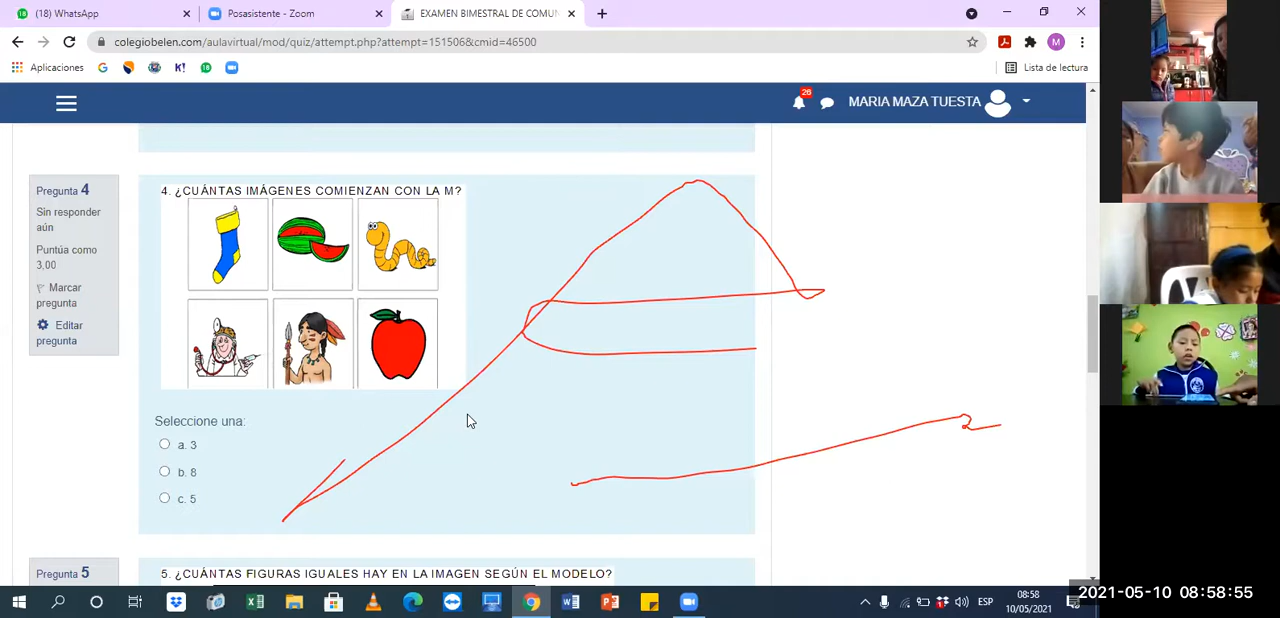 (18) WhatsApp
Posasistente - Zoom
EXAMEN BIMESTRAL DE COMUN
colegiobelen.com/aulavirtual/mod/quiz/attempt.php?attempt=151506&cmid=46500
M
Aplicaciones
Lista de lectura
26
MARIA MAZA TUESTA
Pregunta 4
Sin responder
aún
Puntúa como
3,00
Marcar
pregunta
Editar
pregunta
4. ¿CUÁNTAS IMÁGENES COMIENZAN CON LA M?
Seleccione una:
a. 3
b. 8
c. 5
Pregunta 5
5. ¿CUÁNTAS FIGURAS IGUALES HAY EN LA IMAGEN SEGÚN EL MODELO?
ESP
08:58
10/05/2021
2021-05-10 08:58:55